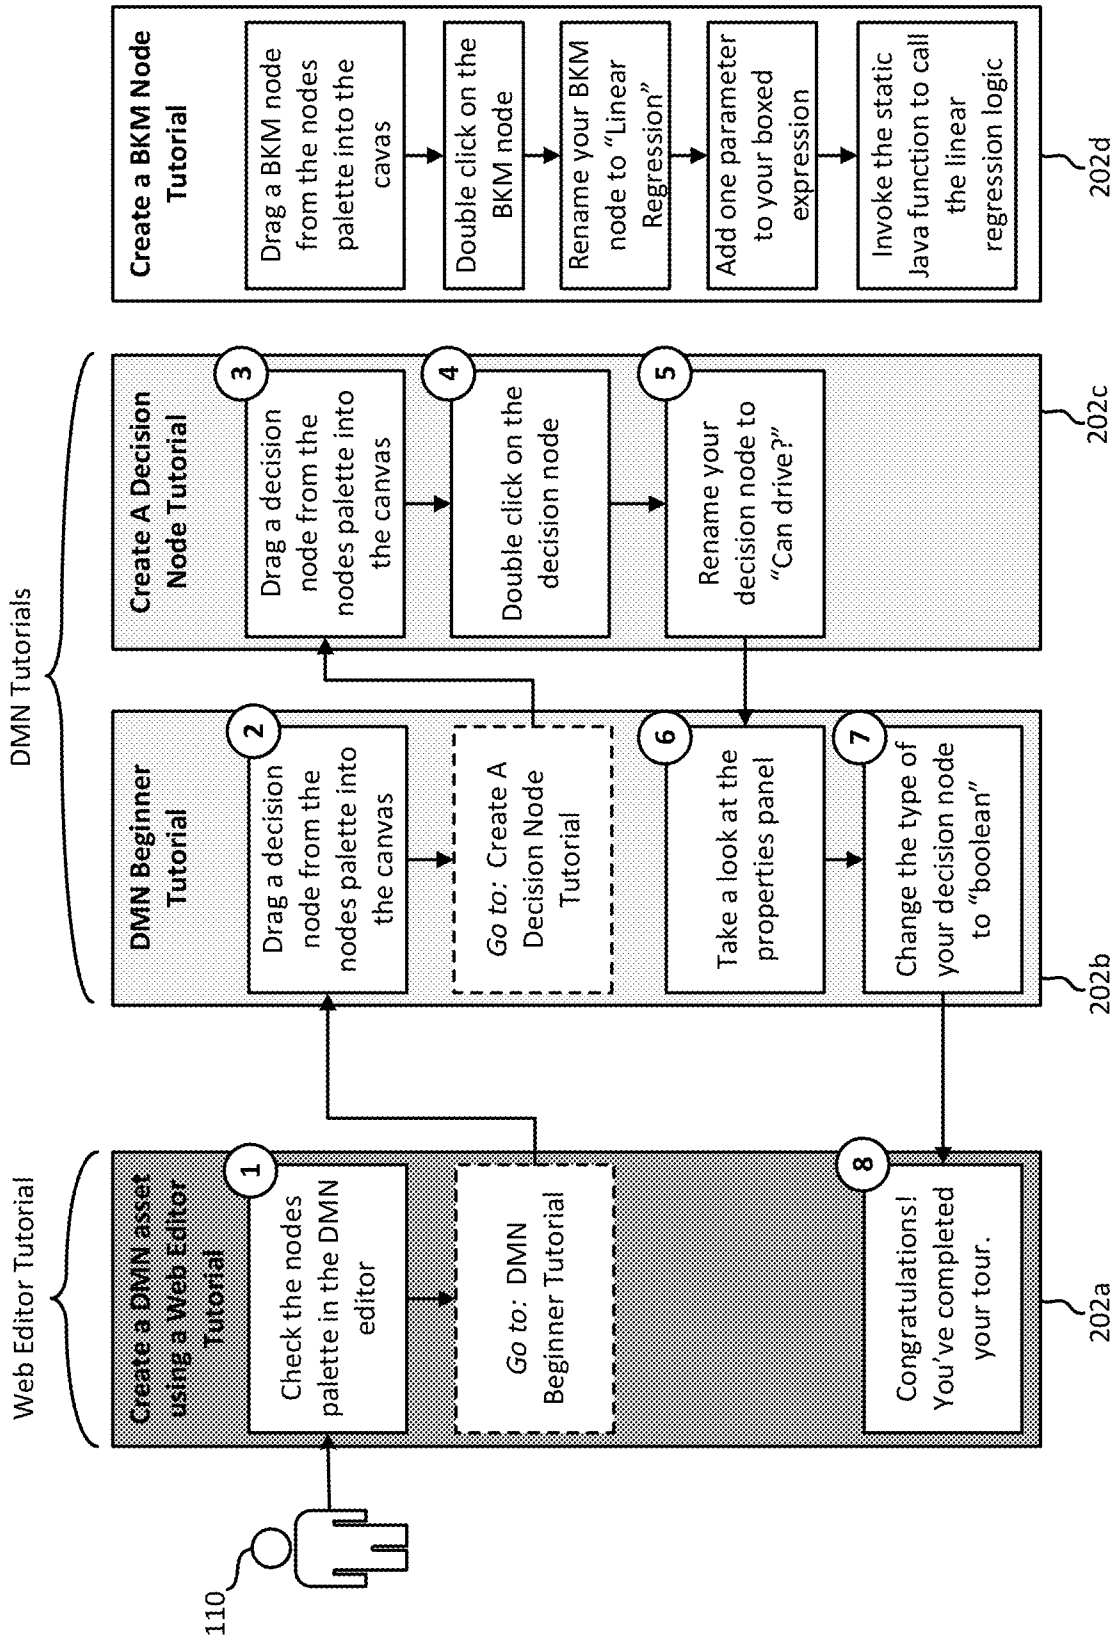 Web Editor Tutorial
DMN Tutorials
110
Create a DMN asset
using a Web Editor
Tutorial
1
Check the nodes
palette in the DMN
editor
Go to: DMN
Beginner Tutorial
8
Congratulations!
You've completed
your tour.
202a
DMN Beginner
Tutorial
2
Drag a decision
node from the
nodes palette into
the canvas
Go to: Create A
Decision Node
Tutorial
6
Take a look at the
properties panel
7
Change the type of
your decision node
to “boolean”
202b
Create A Decision
Node Tutorial
3
Drag a decision
node from the
nodes palette into
the canvas
4
Double click on the
decision node
5
Rename your
decision node to
“Can drive?”
202c
Create a BKM Node
Tutorial
Drag a BKM node
from the nodes
palette into the
cavas
Double click on the
BKM node
Rename your BKM
node to “Linear
Regression”
Add one parameter
to your boxed
expression
Invoke the static
Java function to call
the linear
regression logic
202d